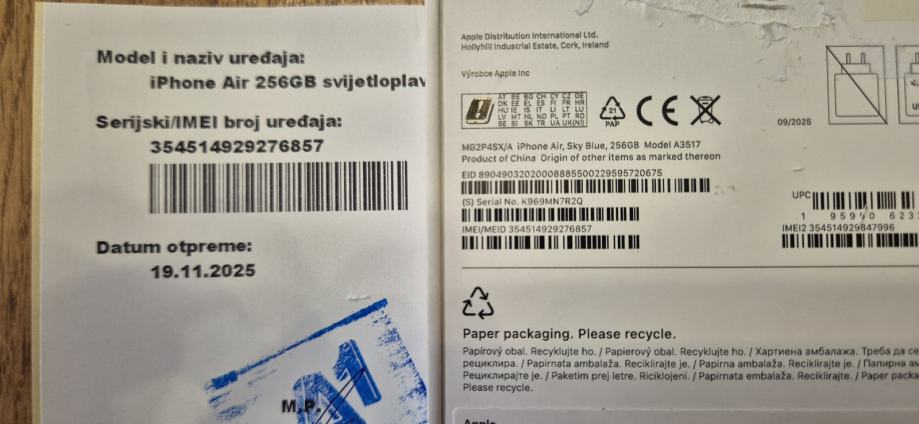 Model i naziv uređaja:
iPhone Air 256GB svijetloplav
Serijski/IMEI broj uređaja:
354514929276857
Datum otpreme:
19.11.2025
M.P.
A1
Apple Distribution International Ltd.
Hollyhill Industrial Estate, Cork, Ireland
Výrobce Apple Inc
AT BE BG CH CY CZ DE
DK EE EL ES FI FR HR
HU IE IS IT LI LT LU
LV MT NL NO PL PT RO
SE SI SK TR UA UK(NI)
21
PAP
CE
09/2025
MG2P4SX/A iPhone Air, Sky Blue, 256GB Model A3517
Product of China Origin of other items as marked thereon
EID 89049032020008885500229595720675
(S) Serial No. K969MN7R2Q
IMEI/MEID 354514929276857
UPC
IMEI2 354514929847996
Paper packaging. Please recycle.
Papírový obal. Recyklujte ho. / Papierový obal. Recyklujte ho. / Хартиена амбалажа. Треба да се
рециклира. / Papirnata ambalaža. Reciklirajte je. / Papirna ambalaža. Reciklirajte je. / Папирна
Рециклирајте је. / Paketim prej letre. Riciklojeni. / Papirnata embalaža. Reciklirajte. / Paper
Please recycle.
Apple